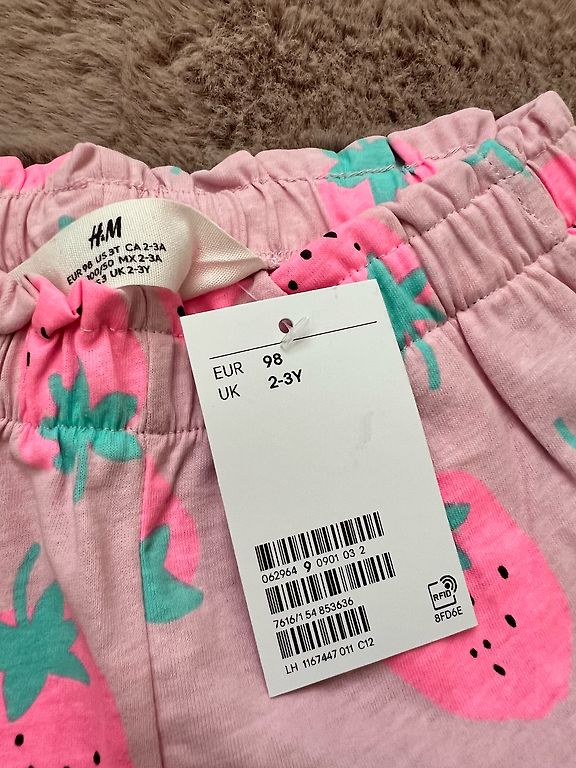 H&M
EUR 98 US 3T CA 2-3A
100/50 MX 2-3A
UK 2-3Y
EUR 98
UK 2-3Y
062964 9 0901 03 2
7616/1 54 853636
LH 1167447 011 C12
RFID
8FD6E